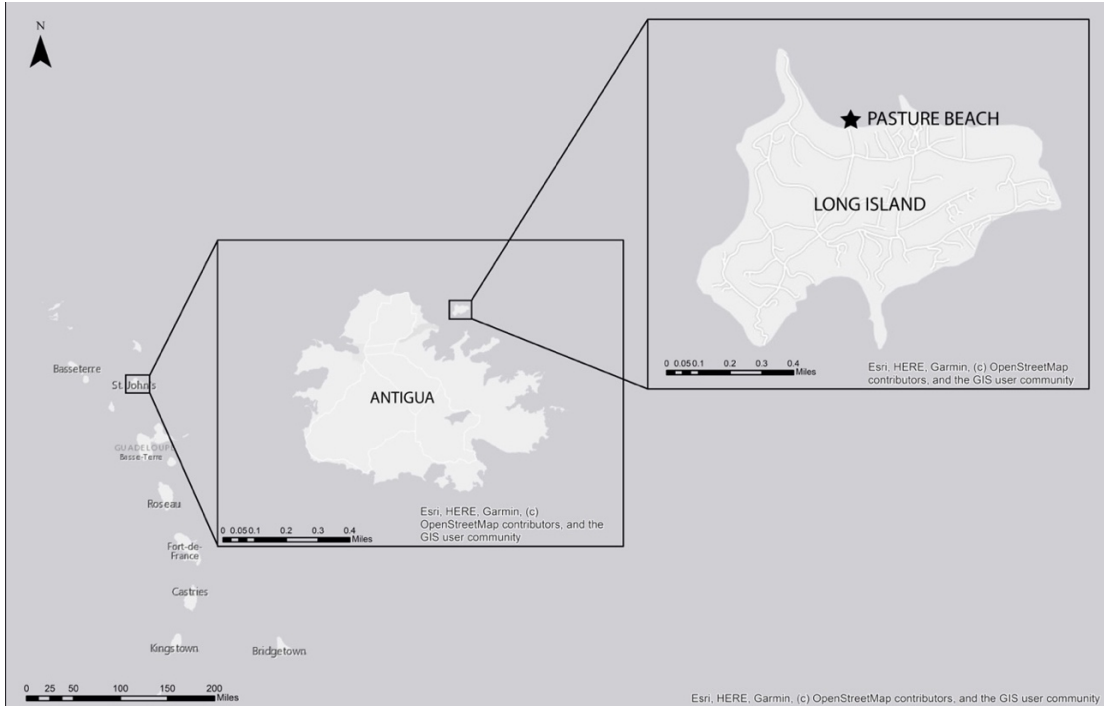 N
PASTURE BEACH
LONG ISLAND
0 0.05 0.1 0.2 0.3 0.4
Miles
Esri, HERE, Garmin, (c) OpenStreetMap
contributors, and the GIS user community
ANTIGUA
Esri, HERE, Garmin, (c)
OpenStreetMap contributors, and the
GIS user community
0 0.05 0.1 0.2 0.3 0.4
Miles
Basseterre
St. John's
GUADELOUPE
Basse-Terre
Roseau
Fort-de-
France
Castries
Kingstown
Bridgetown
0 25 50 100 150 200
Miles
Esri, HERE, Garmin, (c) OpenStreetMap contributors, and the GIS user community